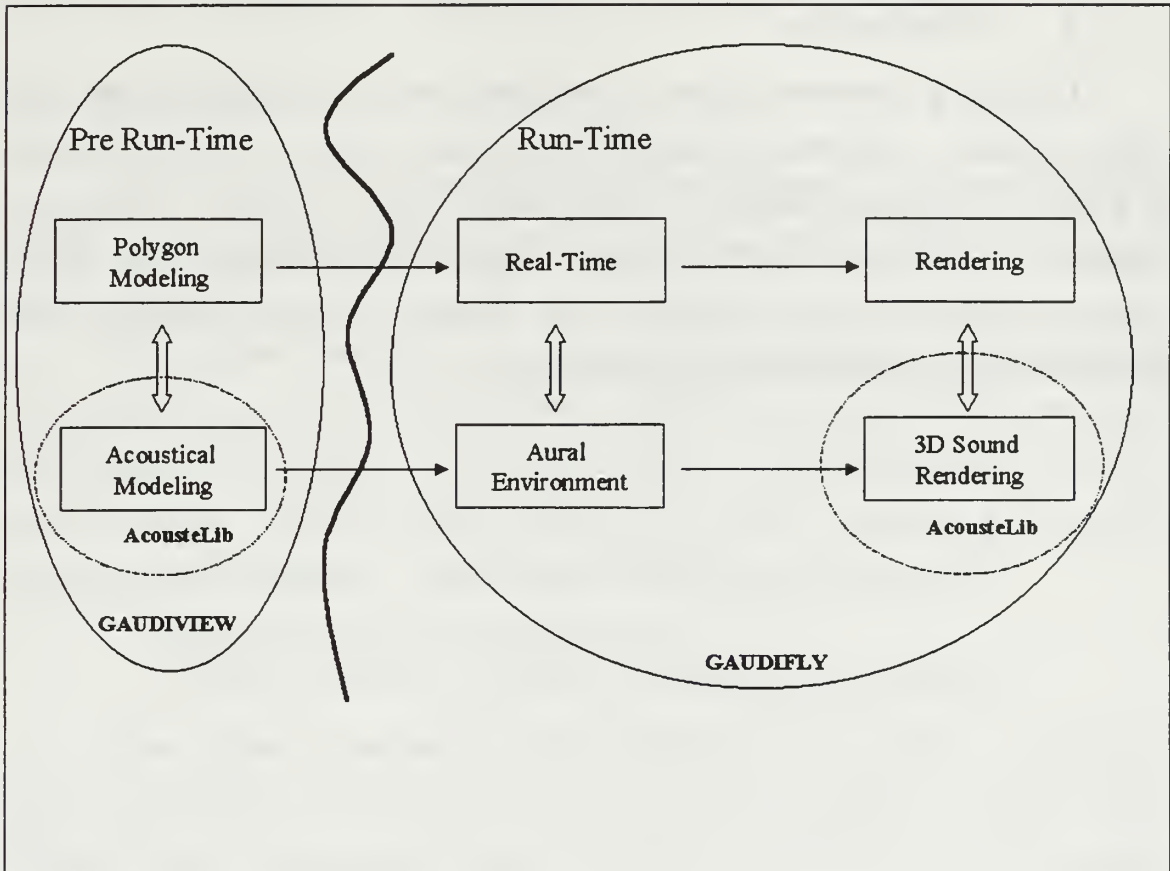 Pre Run-Time
Run-Time
Polygon
Modeling
Real-Time
Rendering
Acoustical
Modeling
Aural
Environment
3D Sound
Rendering
AcousteLib
AcousteLib
GAUDIVIEW
GAUDIFLY